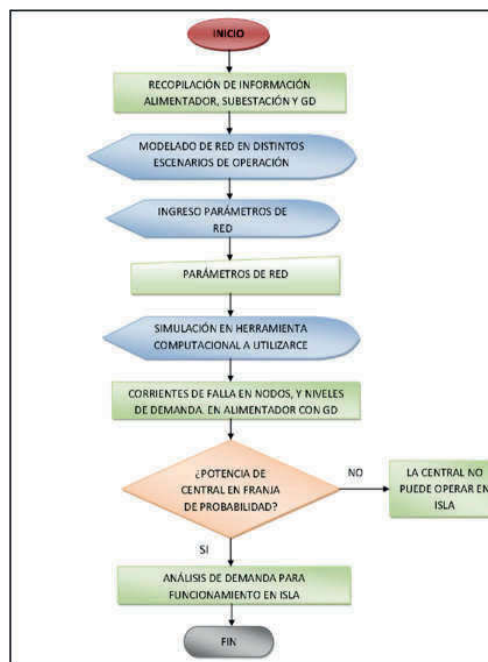 INICIO
RECOPILACIÓN DE INFORMACIÓN
ALIMENTADOR, SUBESTACIÓN Y GD
MODELADO DE RED EN DISTINTOS
ESCENARIOS DE OPERACIÓN
INGRESO PARÁMETROS DE
RED
PARÁMETROS DE RED
SIMULACIÓN EN HERRAMIENTA
COMPUTACIONAL A UTILIZARCE
CORRIENTES DE FALLA EN NODOS, Y NIVELES
DE DEMANDA. EN ALIMENTADOR CON GD
¿POTENCIA DE
CENTRAL EN FRANJA
DE PROBABILIDAD?
NO
LA CENTRAL NO
PUEDE OPERAR EN
ISLA
SI
ANÁLISIS DE DEMANDA PARA
FUNCIONAMIENTO EN ISLA
FIN